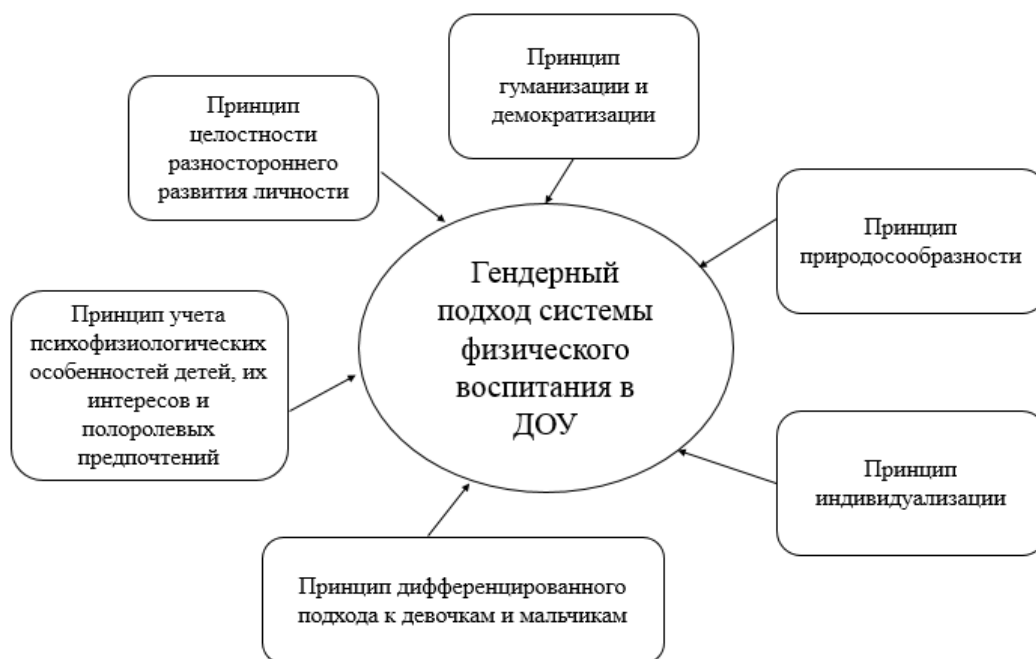 Принцип
гуманизации и
демократизации
Принцип
целостности
разностороннего
развития личности
Принцип
природосообразности
Гендерный
подход системы
физического
воспитания в
ДОУ
Принцип учета
психофизиологических
особенностей детей, их
интересов и
полоролевых
предпочтений
Принцип
индивидуализации
Принцип дифференцированного
подхода к девочкам и мальчикам